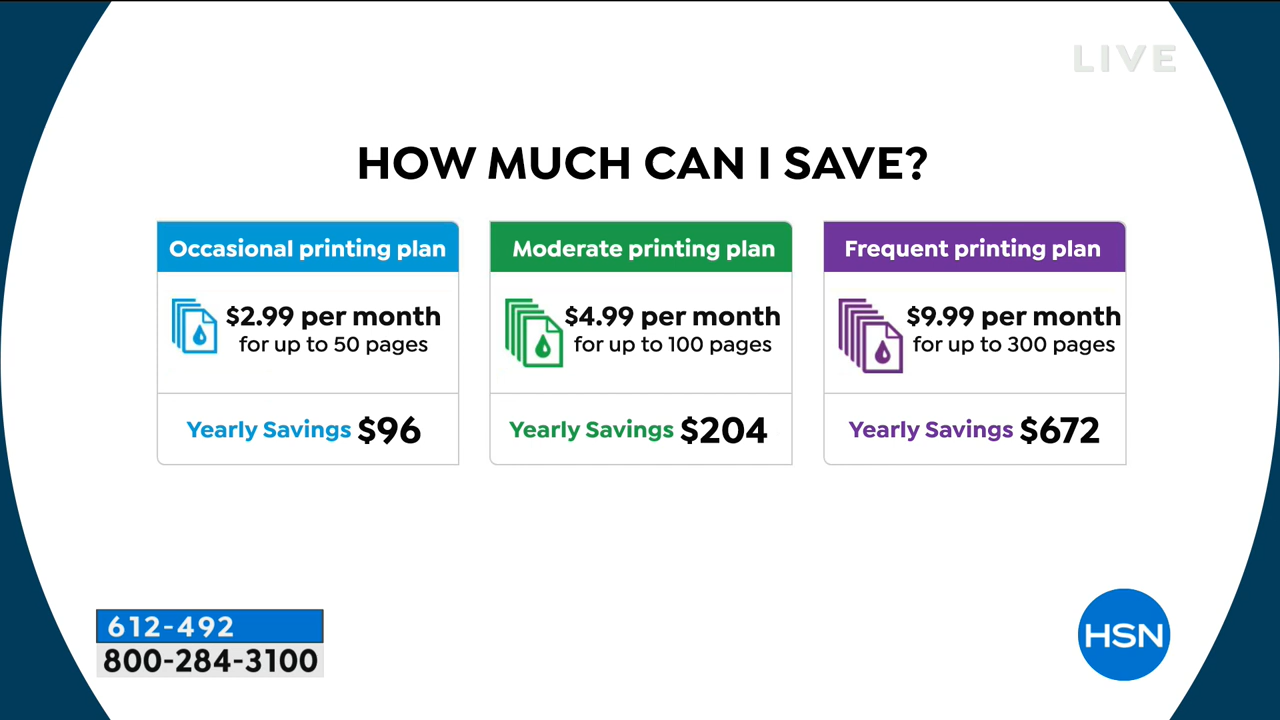 LIVE
HOW MUCH CAN I SAVE?
Occasional printing plan
$2.99 per month
for up to 50 pages
Yearly Savings $96
Moderate printing plan
$4.99 per month
for up to 100 pages
Yearly Savings $204
Frequent printing plan
$9.99 per month
for up to 300 pages
Yearly Savings $672
612-492
800-284-3100
HSN